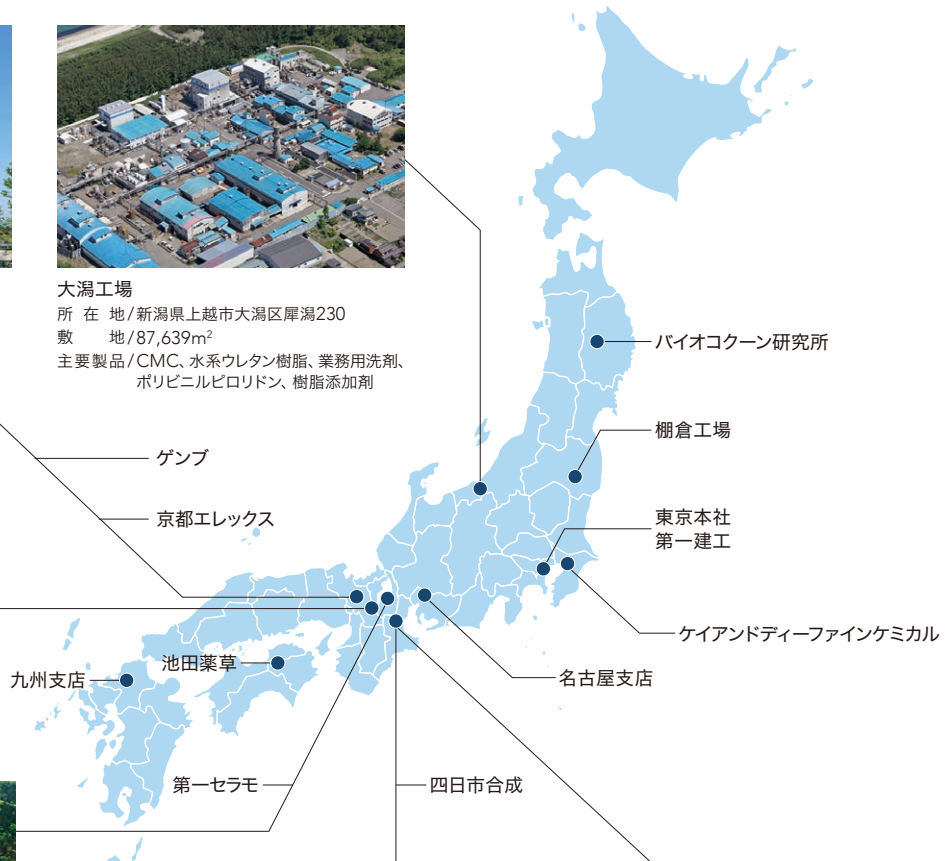 大潟工場
所在地/新潟県上越市大潟区犀潟230
敷地/87,639m²
主要製品/CMC、水系ウレタン樹脂、業務用洗剤、
ポリビニルピロリドン、樹脂添加剤
バイオコクーン研究所
棚倉工場
ゲンブ
京都エレックス
東京本社
第一建工
ケイアンドディーファインケミカル
池田薬草
九州支店
名古屋支店
第一セラモ
四日市合成